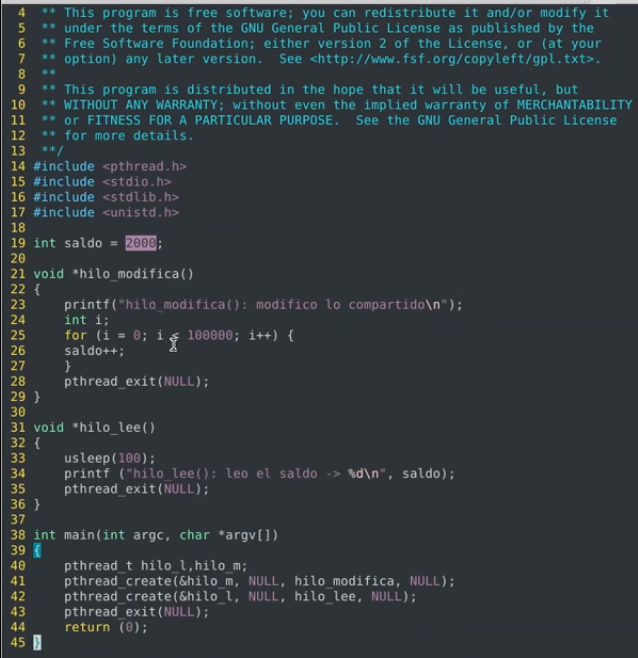 4  ** This program is free software; you can redistribute it and/or modify it
5  ** under the terms of the GNU General Public License as published by the
6  ** Free Software Foundation; either version 2 of the License, or (at your
7  ** option) any later version.  See <http://www.fsf.org/copyleft/gpl.txt>.
8  **
9  ** This program is distributed in the hope that it will be useful, but
10  ** WITHOUT ANY WARRANTY; without even the implied warranty of MERCHANTABILITY
11  ** or FITNESS FOR A PARTICULAR PURPOSE.  See the GNU General Public License
12  ** for more details.
13  **/
14 #include <pthread.h>
15 #include <stdio.h>
16 #include <stdlib.h>
17 #include <unistd.h>
18
19 int saldo = 2000;
20
21 void *hilo_modifica()
22 {
23     printf("hilo_modifica(): modifico lo compartido\n");
24     int i;
25     for (i = 0; i < 100000; i++) {
26     saldo++;
27     }
28     pthread_exit(NULL);
29 }
30
31 void *hilo_lee()
32 {
33     usleep(100);
34     printf ("hilo_lee(): leo el saldo -> %d\n", saldo);
35     pthread_exit(NULL);
36 }
37
38 int main(int argc, char *argv[])
39 {
40     pthread_t hilo_l,hilo_m;
41     pthread_create(&hilo_m, NULL, hilo_modifica, NULL);
42     pthread_create(&hilo_l, NULL, hilo_lee, NULL);
43     pthread_exit(NULL);
44     return (0);
45 }